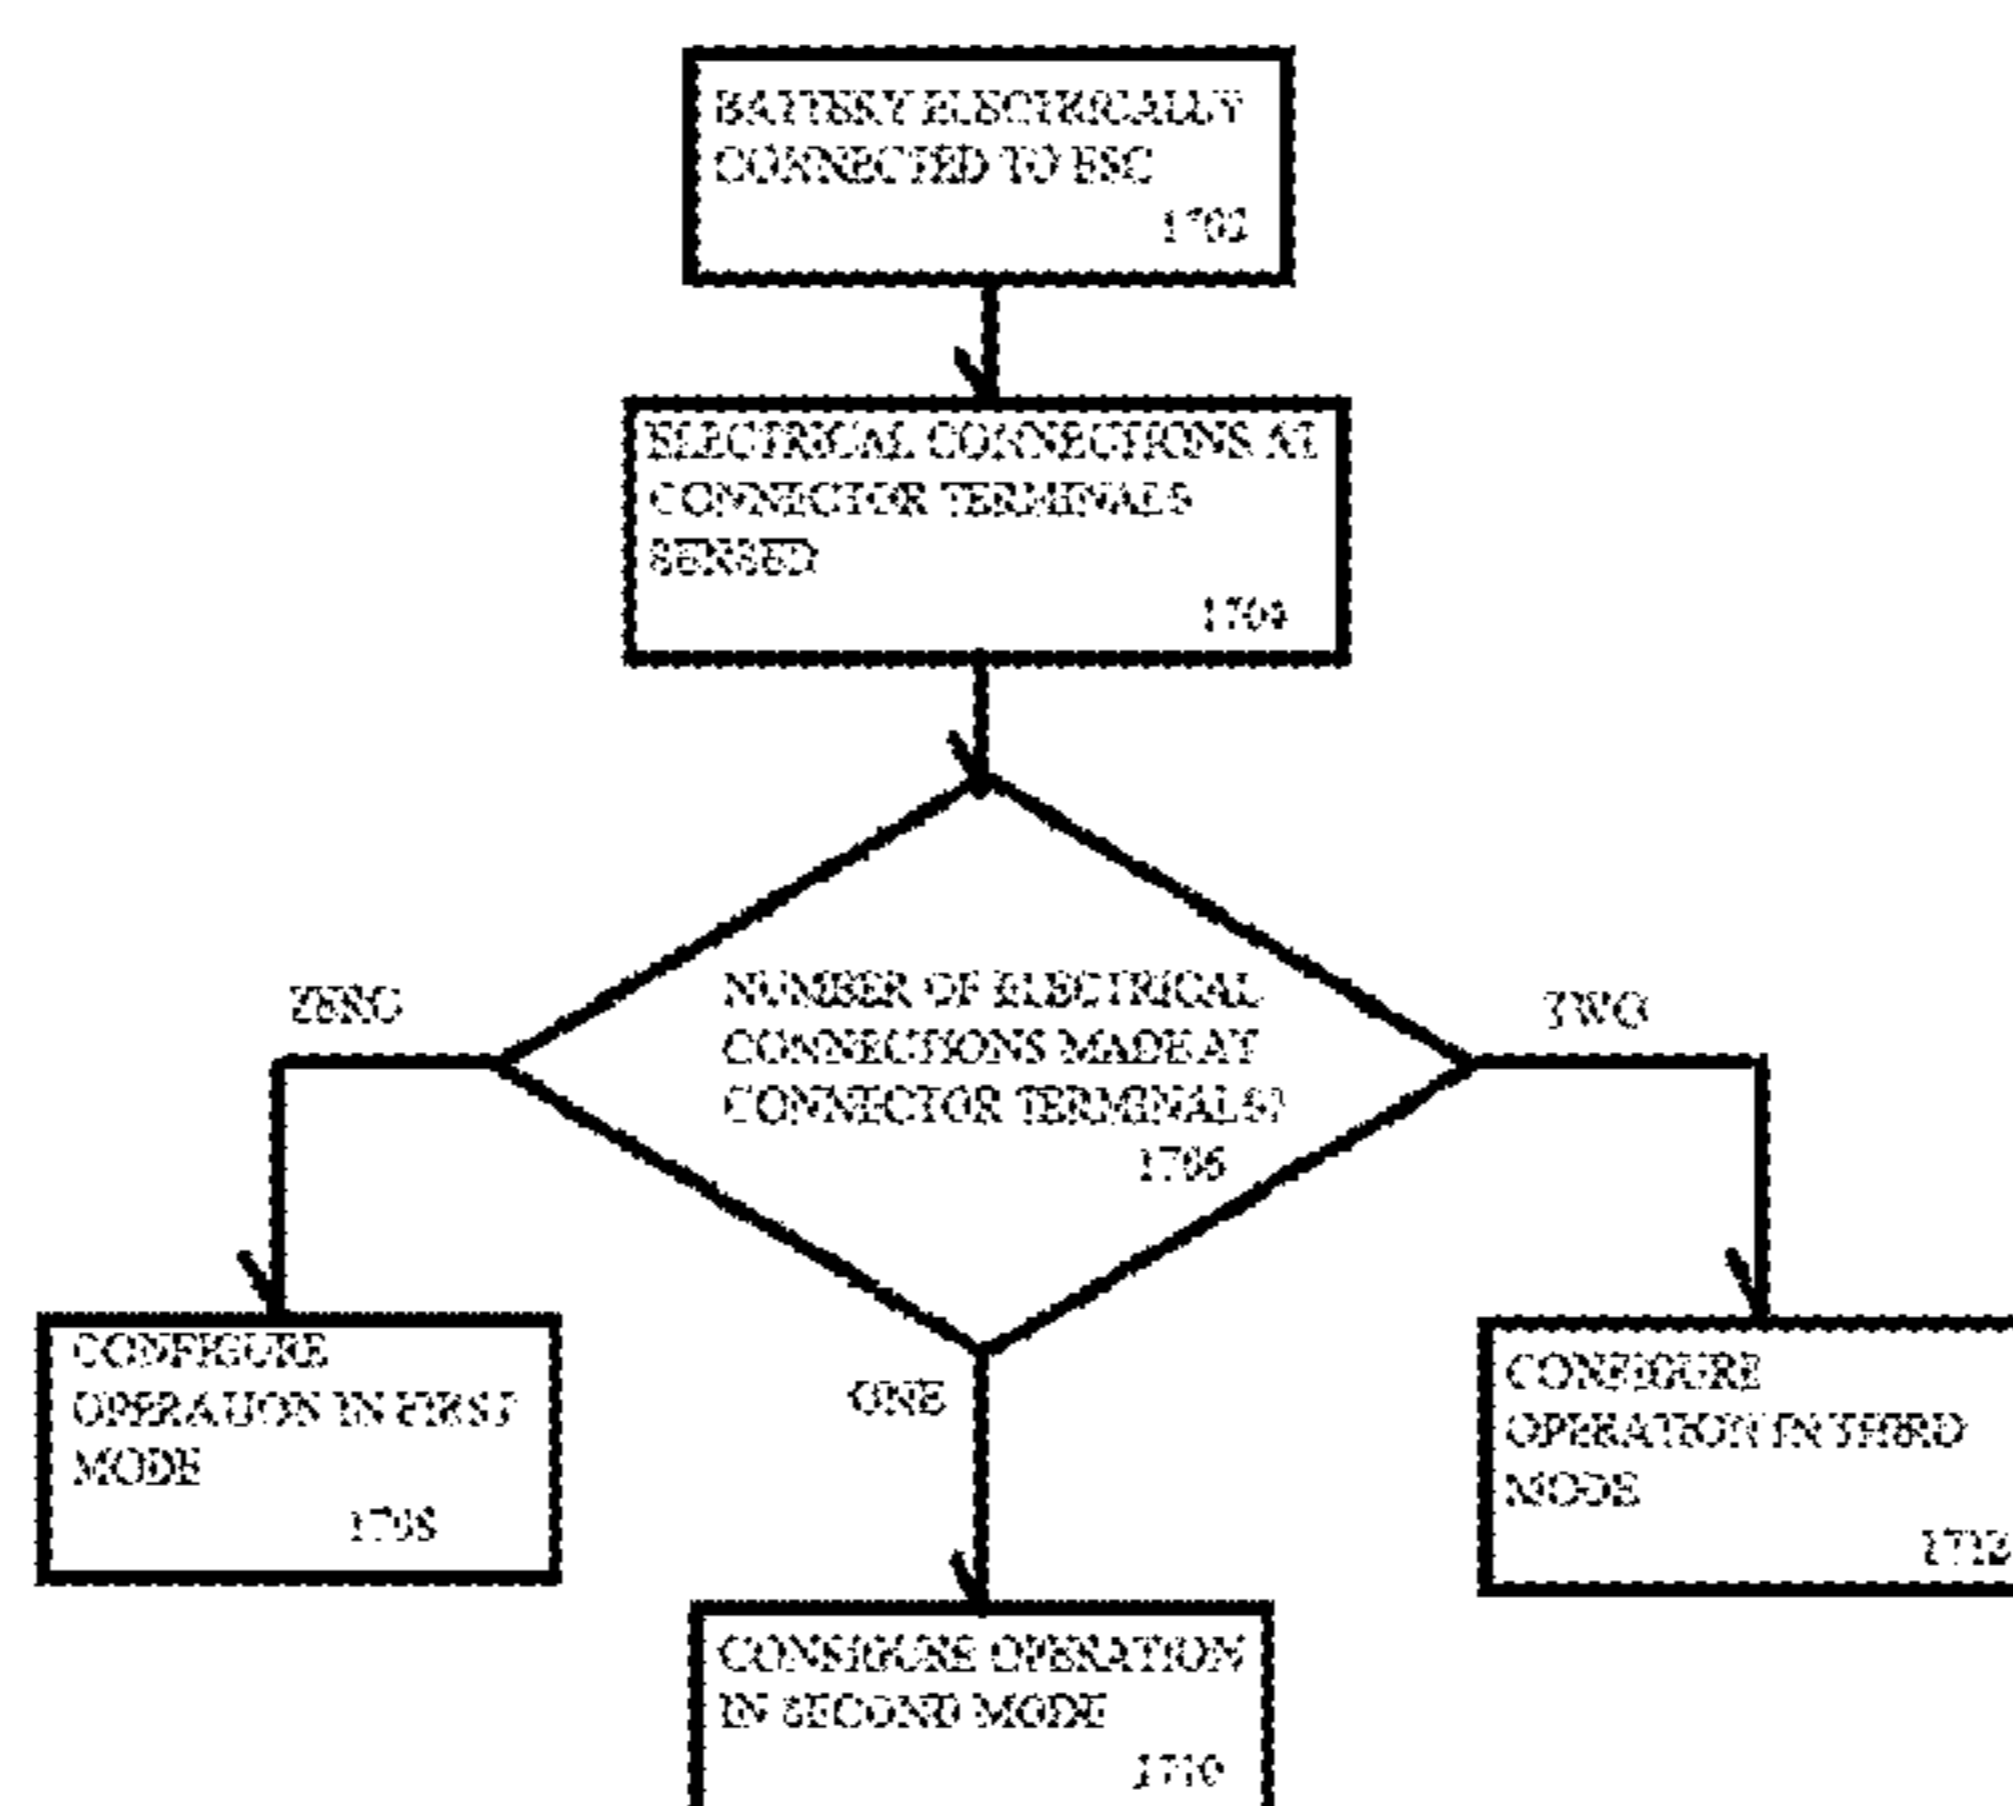 BATTERY ELECTRICALLY
CONNECTED TO ESC
1702
ELECTRICAL CONNECTIONS AT
CONNECTOR TERMINALS
SENSED
1704
NUMBER OF ELECTRICAL
CONNECTIONS MADE AT
CONNECTOR TERMINALS?
1706
ZERO
TWO
ONE
CONFIGURE
OPERATION IN FIRST
MODE
1708
CONFIGURE
OPERATION IN THIRD
MODE
1712
CONFIGURE OPERATION
IN SECOND MODE
1710